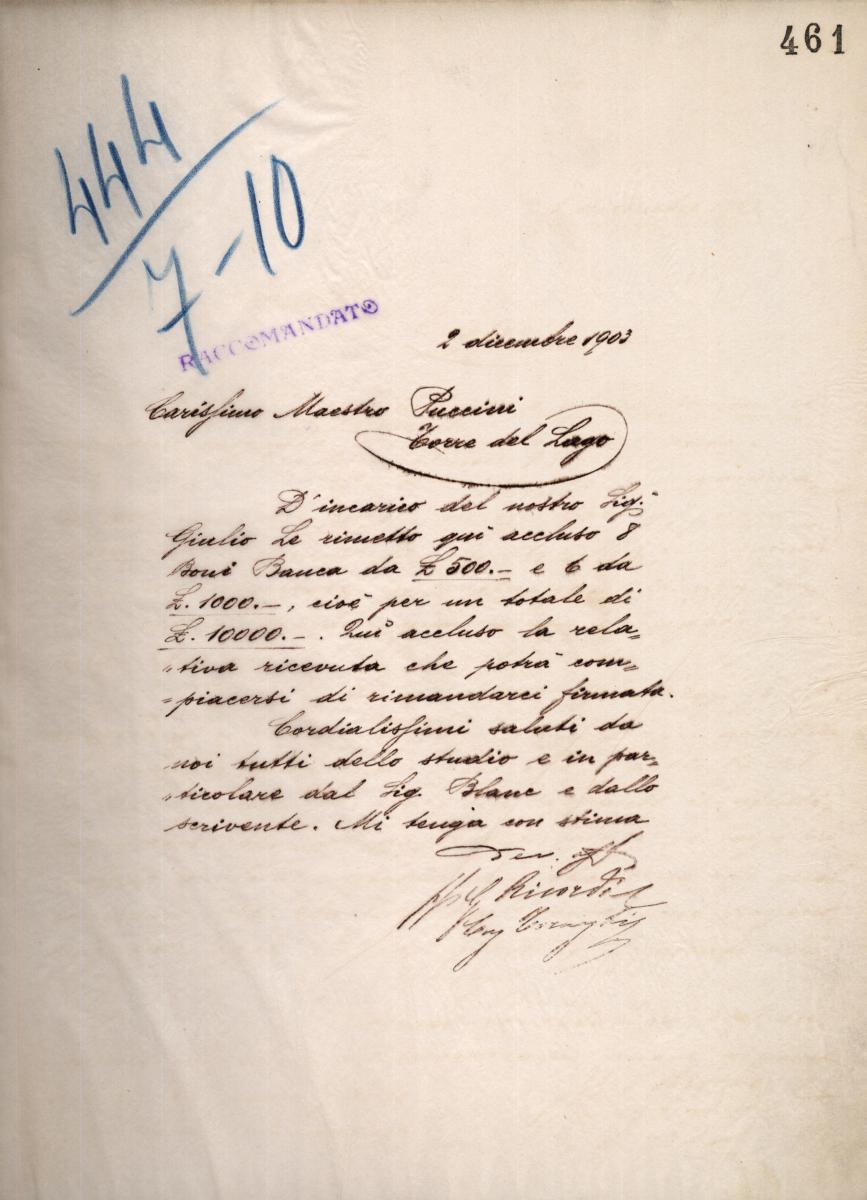 461
444
7-10
RACCOMANDATO
2 dicembre 1903
Carissimo Maestro Puccini
Torre del Lago
D'incarico del nostro Sig.
Giulio Le rimetto qui accluso 8
Boni Banca da £ 500.- e 6 da
£. 1000.-, cioè per un totale di
£. 10000.-. Qui accluso la rela=
=tiva ricevuta che potrà com=
=piacersi di rimandarci firmata.
Cordialissimi saluti da
noi tutti dello studio e in par=
=ticolare dal Sig. Blanc e dallo
scrivente. Mi tenga con stima
Dev.
Ricordi